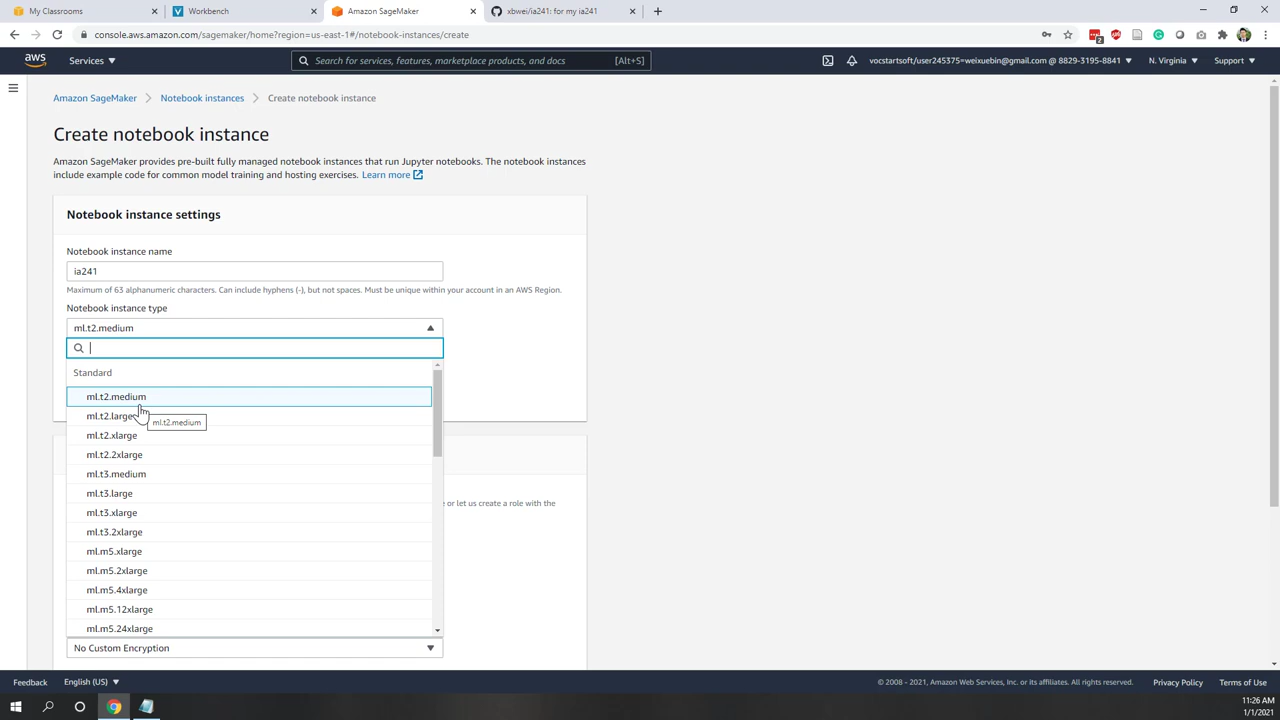 My Classrooms
Workbench
Amazon SageMaker
xbwei/ia241: for my ia241
console.aws.amazon.com/sagemaker/home?region=us-east-1#/notebook-instances/create
2
aws
Services
Search for services, features, marketplace products, and docs [Alt+S]
vocstartsoft/user245375=weixuebin@gmail.com @ 8829-3195-8841
N. Virginia
Support
Amazon SageMaker
Notebook instances
Create notebook instance
Create notebook instance
Amazon SageMaker provides pre-built fully managed notebook instances that run Jupyter notebooks. The notebook instances
include example code for common model training and hosting exercises. Learn more
Notebook instance settings
Notebook instance name
ia241
Maximum of 63 alphanumeric characters. Can include hyphens (-), but not spaces. Must be unique within your account in an AWS Region.
Notebook instance type
ml.t2.medium
Standard
ml.t2.medium
ml.t2.large
ml.t2.medium
ml.t2.xlarge
ml.t2.2xlarge
ml.t3.medium
ml.t3.large
e or let us create a role with the
ml.t3.xlarge
ml.t3.2xlarge
ml.m5.xlarge
ml.m5.2xlarge
ml.m5.4xlarge
ml.m5.12xlarge
ml.m5.24xlarge
No Custom Encryption
Feedback
English (US)
© 2008 - 2021, Amazon Web Services, Inc. or its affiliates. All rights reserved.
Privacy Policy
Terms of Use
11:26 AM
1/1/2021